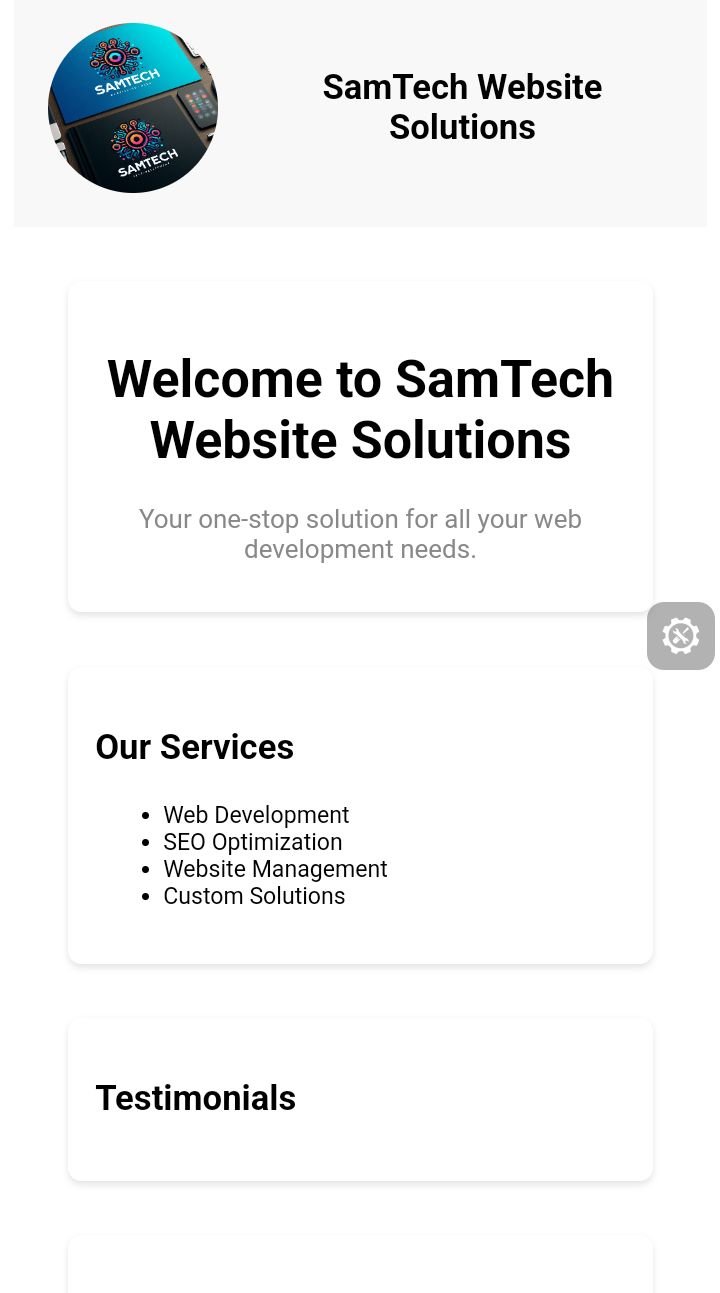 SAMTECH
SAMTECH
SamTech Website
Solutions
Welcome to SamTech
Website Solutions
Your one-stop solution for all your web
development needs.
Our Services
• Web Development
• SEO Optimization
• Website Management
• Custom Solutions
Testimonials